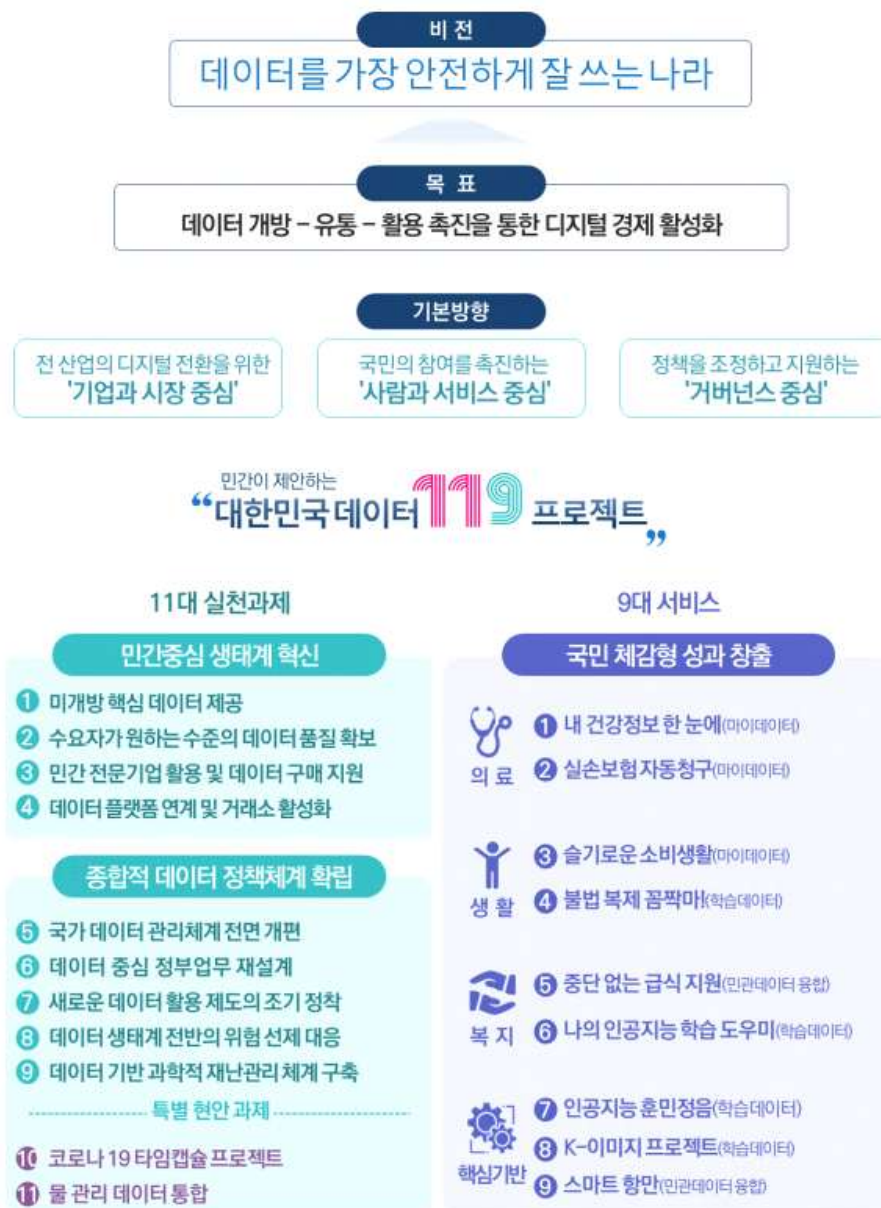 비 전
데이터를 가장 안전하게 잘 쓰는 나라
목 표
데이터 개방 – 유통 – 활용 촉진을 통한 디지털 경제 활성화
기본방향
전 산업의 디지털 전환을 위한
'기업과 시장 중심'
국민의 참여를 촉진하는
'사람과 서비스 중심'
정책을 조정하고 지원하는
'거버넌스 중심'
민간이 제안하는
“대한민국 데이터 119 프로젝트„
11대 실천과제
민간중심 생태계 혁신
1 미개방 핵심 데이터 제공
2 수요자가 원하는 수준의 데이터 품질 확보
3 민간 전문기업 활용 및 데이터 구매 지원
4 데이터 플랫폼 연계 및 거래소 활성화
종합적 데이터 정책체계 확립
5 국가 데이터 관리체계 전면 개편
6 데이터 중심 정부업무 재설계
7 새로운 데이터 활용 제도의 조기 정착
8 데이터 생태계 전반의 위험 선제 대응
9 데이터 기반 과학적 재난관리 체계 구축
특별 현안 과제
10 코로나 19 타임캡슐 프로젝트
11 물 관리 데이터 통합
9대 서비스
국민 체감형 성과 창출
의 료
1 내 건강정보 한 눈에(마이데이터)
2 실손보험 자동청구(마이데이터)
생 활
3 슬기로운 소비생활(마이데이터)
4 불법 복제 꼼짝마!(학습데이터)
복 지
5 중단 없는 급식 지원(민관데이터 융합)
6 나의 인공지능 학습 도우미(학습데이터)
핵심기반
7 인공지능 훈민정음(학습데이터)
8 K-이미지 프로젝트(학습데이터)
9 스마트 항만(민관데이터 융합)